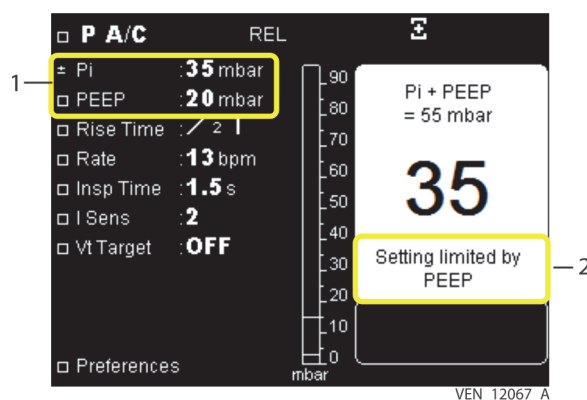 P A/C REL
± Pi :35 mbar
PEEP :20 mbar
Rise Time : 2
Rate :13 bpm
Insp Time :1.5 s
I Sens :2
Vt Target :OFF
Preferences
90
80
70
60
50
40
30
20
10
0
mbar
Pi + PEEP
= 55 mbar
35
Setting limited by
PEEP
1
2
VEN 12067 A